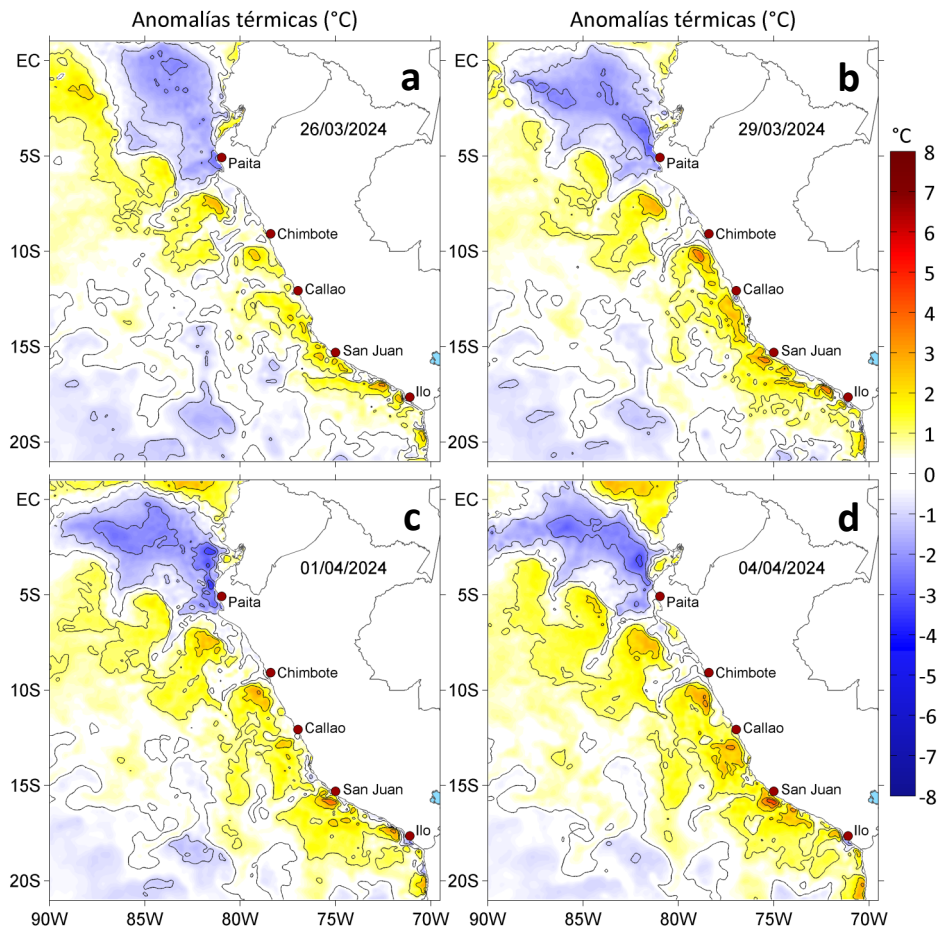 Anomalías térmicas (°C)
Anomalías térmicas (°C)
EC
a
26/03/2024
5S
Paita
Chimbote
10S
Callao
San Juan
15S
Ilo
20S
b
29/03/2024
Paita
Chimbote
Callao
San Juan
Ilo
EC
5S
10S
15S
20S
EC
c
01/04/2024
5S
Paita
Chimbote
10S
Callao
San Juan
15S
Ilo
20S
90W
85W
80W
75W
70W
EC
d
04/04/2024
5S
Paita
Chimbote
10S
Callao
San Juan
15S
Ilo
20S
90W
85W
80W
75W
70W
°C
8
7
6
5
4
3
2
1
0
-1
-2
-3
-4
-5
-6
-7
-8